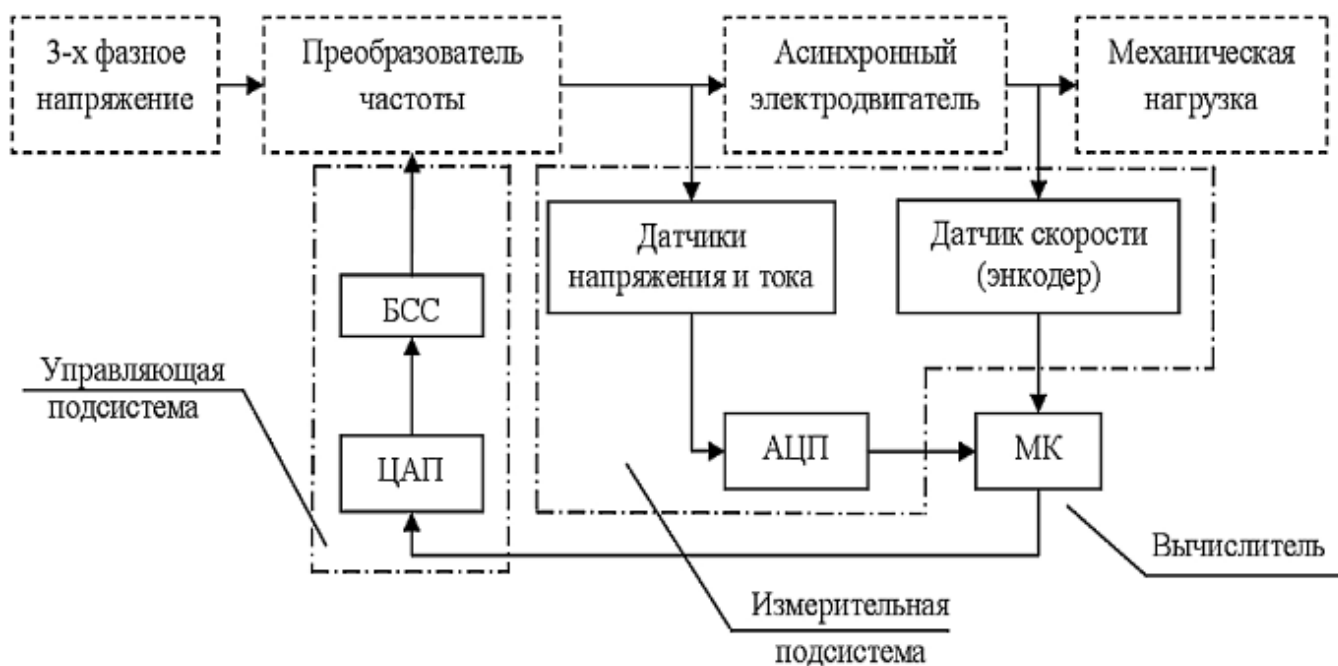 3-х фазное
напряжение
Преобразователь
частоты
Асинхронный
электродвигатель
Механическая
нагрузка
Датчики
напряжения и тока
Датчик скорости
(энкодер)
БСС
Управляющая
подсистема
ЦАП
АЦП
МК
Вычислитель
Измерительная
подсистема